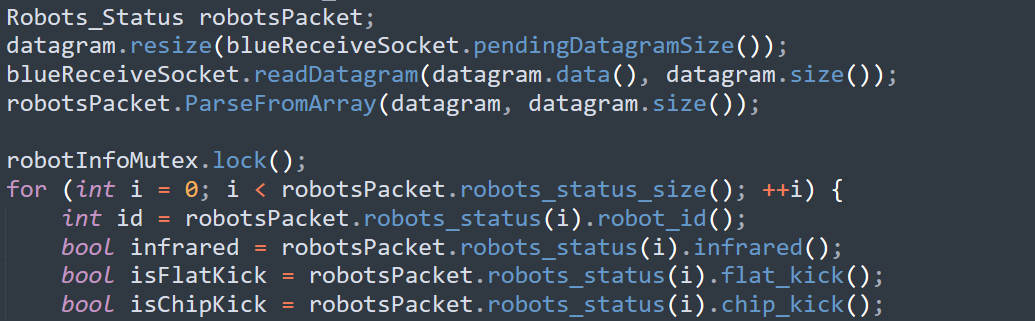 Robots_Status robotsPacket;
datagram.resize(blueReceiveSocket.pendingDatagramSize());
blueReceiveSocket.readDatagram(datagram.data(), datagram.size());
robotsPacket.ParseFromArray(datagram, datagram.size());
robotInfoMutex.lock();
for (int i = 0; i < robotsPacket.robots_status_size(); ++i) {
    int id = robotsPacket.robots_status(i).robot_id();
    bool infrared = robotsPacket.robots_status(i).infrared();
    bool isFlatKick = robotsPacket.robots_status(i).flat_kick();
    bool isChipKick = robotsPacket.robots_status(i).chip_kick();